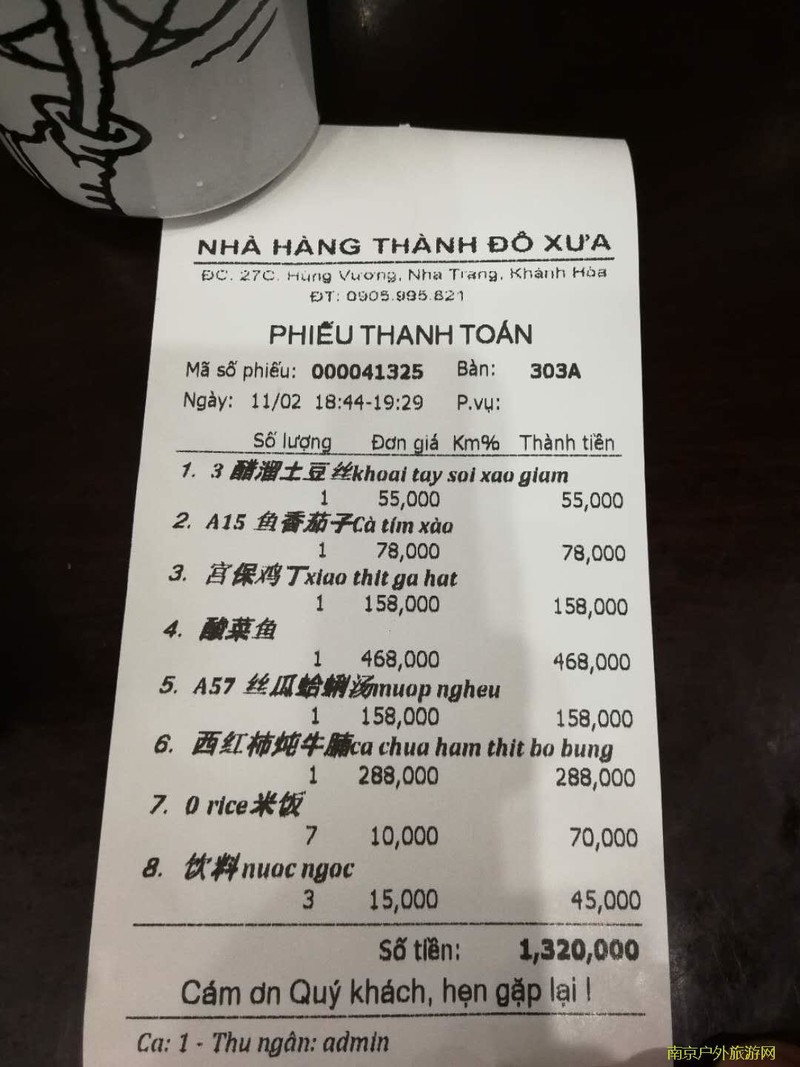 NHÀ HÀNG THÀNH ĐÔ XƯA
ĐC: 27C, Hùng Vương, Nha Trang, Khánh Hòa
ĐT: 0905.995.821
PHIẾU THANH TOÁN
Mã số phiếu: 000041325 Bàn: 303A
Ngày: 11/02 18:44-19:29 P.vụ:
Số lượng Đơn giá Km% Thành tiền
1. 3 醋溜土豆丝khoai tay soi xao giam
1 55,000 55,000
2. A15 鱼香茄子Cà tím xào
1 78,000 78,000
3. 宫保鸡丁xiao thit ga hat
1 158,000 158,000
4. 酸菜鱼
1 468,000 468,000
5. A57 丝瓜蛤蜊汤muop ngheu
1 158,000 158,000
6. 西红柿炖牛腩ca chua ham thit bo bung
1 288,000 288,000
7. 0 rice米饭
7 10,000 70,000
8. 饮料nuoc ngoc
3 15,000 45,000
Số tiền: 1,320,000
Cám ơn Quý khách, hẹn gặp lại !
Ca: 1 - Thu ngân: admin
南京户外旅游网